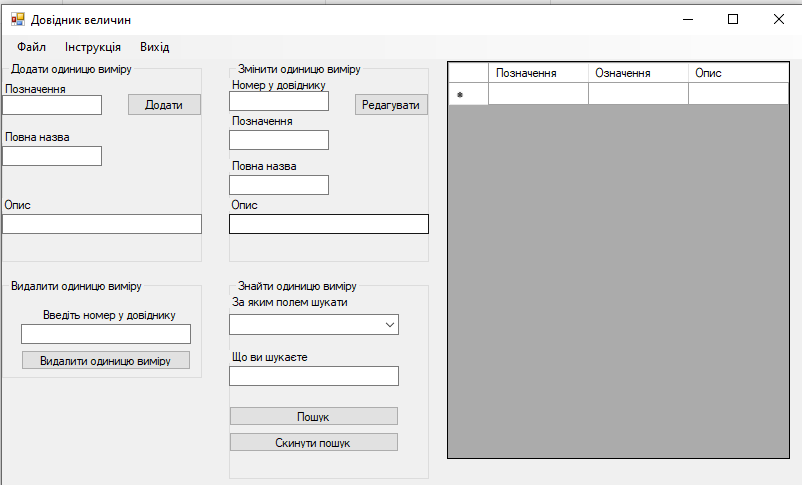 Довідник величин
Файл Інструкція Вихід
Додати одиницю виміру
Позначення
Додати
Повна назва
Опис
Змінити одиницю виміру
Номер у довіднику
Редагувати
Позначення
Повна назва
Опис
Позначення Означення Опис
Видалити одиницю виміру
Введіть номер у довіднику
Видалити одиницю виміру
Знайти одиницю виміру
За яким полем шукати
Що ви шукаєте
Пошук
Скинути пошук